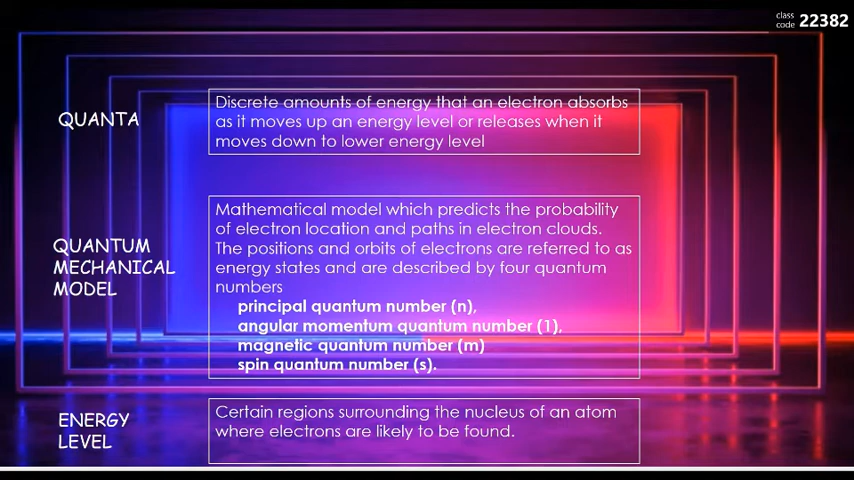 class
code 22382
QUANTA
Discrete amounts of energy that an electron absorbs
as it moves up an energy level or releases when it
moves down to lower energy level
QUANTUM
MECHANICAL
MODEL
Mathematical model which predicts the probability
of electron location and paths in electron clouds.
The positions and orbits of electrons are referred to as
energy states and are described by four quantum
numbers
principal quantum number (n),
angular momentum quantum number (1),
magnetic quantum number (m)
spin quantum number (s).
ENERGY
LEVEL
Certain regions surrounding the nucleus of an atom
where electrons are likely to be found.